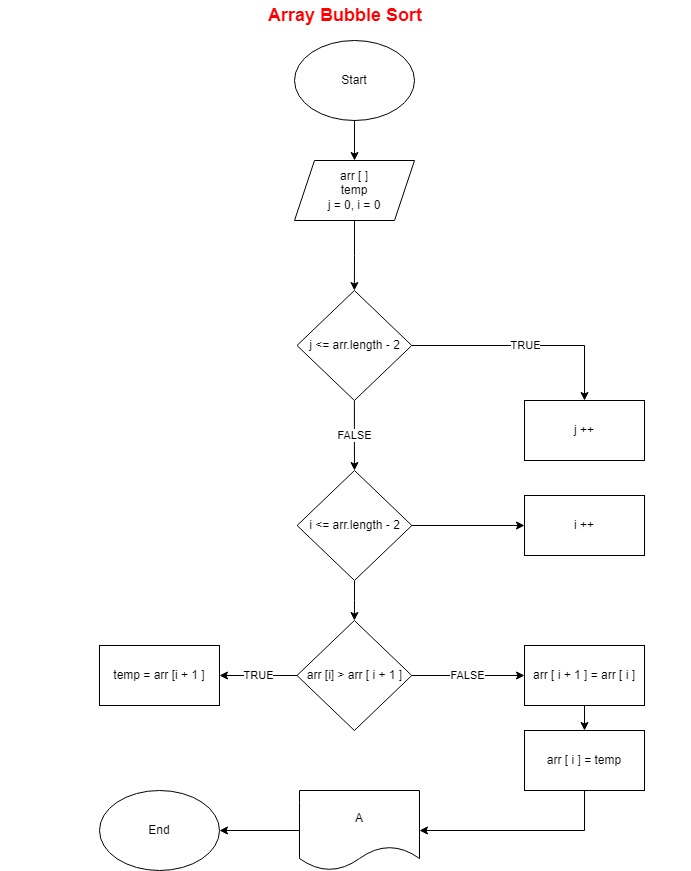 Array Bubble Sort
Start
arr [ ]
temp
j = 0, i = 0
j <= arr.length - 2
TRUE
j ++
FALSE
i <= arr.length - 2
i ++
temp = arr [i + 1 ]
TRUE
arr [i] > arr [ i + 1 ]
FALSE
arr [ i + 1 ] = arr [ i ]
arr [ i ] = temp
End
A